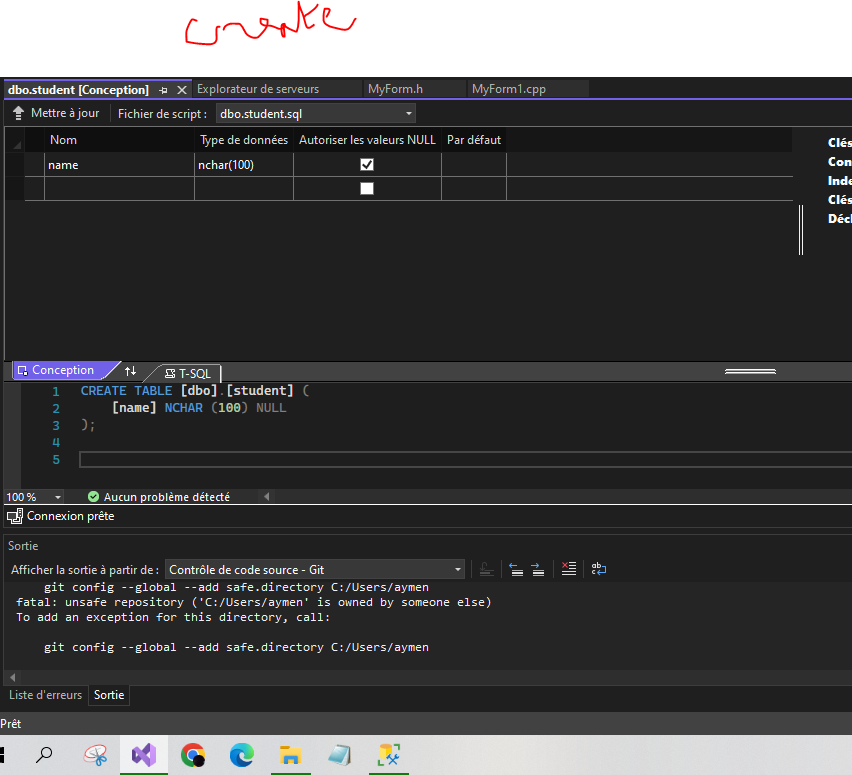 create
dbo.student [Conception] Explorateur de serveurs MyForm.h MyForm1.cpp
Mettre à jour Fichier de script : dbo.student.sql
Nom Type de données Autoriser les valeurs NULL Par défaut
Clés
name nchar(100)
Con
Inde
Clés
Décl
Conception T-SQL
1 CREATE TABLE [dbo].[student] (
2 [name] NCHAR (100) NULL
3 );
4
5
100 % Aucun problème détecté
Connexion prête
Sortie
Afficher la sortie à partir de : Contrôle de code source - Git
git config --global --add safe.directory C:/Users/aymen
fatal: unsafe repository ('C:/Users/aymen' is owned by someone else)
To add an exception for this directory, call:
git config --global --add safe.directory C:/Users/aymen
Liste d'erreurs Sortie
Prêt